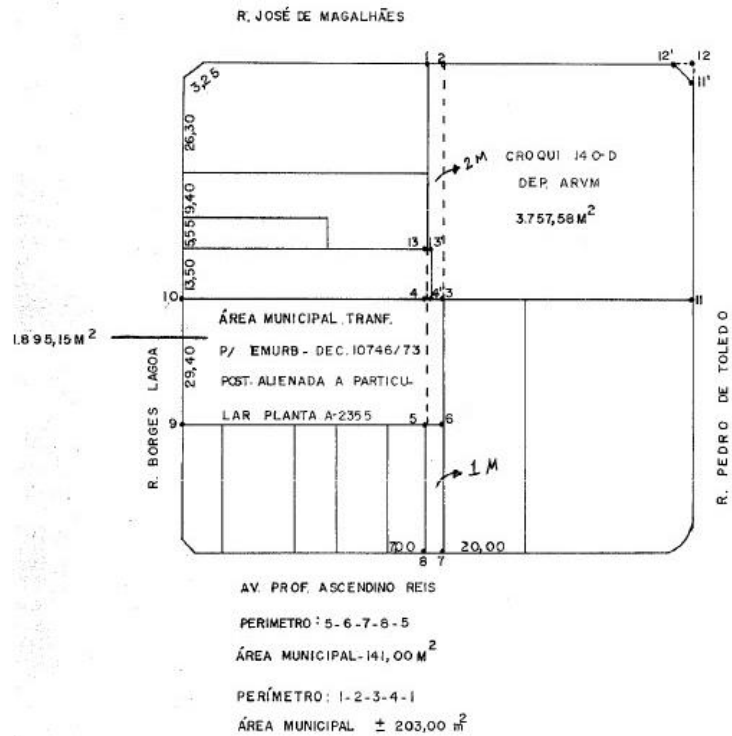 R. JOSÉ DE MAGALHÃES
1 2
12' 12
11'
3,25
26,30
2M
CROQUI 140-D
DEP. ARVM
3.757,58M²
9,40
5,55
13 13'
13,50
10
4 4' 3
11
ÁREA MUNICIPAL TRANF.
P/ EMURB - DEC. 10746/73
POST. ALIENADA A PARTICU-
LAR PLANTA A-2355
1.895,15M²
29,40
R. BORGES LAGOA
R. PEDRO DE TOLEDO
9
5 6
1M
7,00
20,00
8 7
AV. PROF. ASCENDINO REIS
PERIMETRO: 5-6-7-8-5
ÁREA MUNICIPAL-141,00M²
PERÍMETRO: 1-2-3-4-1
ÁREA MUNICIPAL ± 203,00 m²